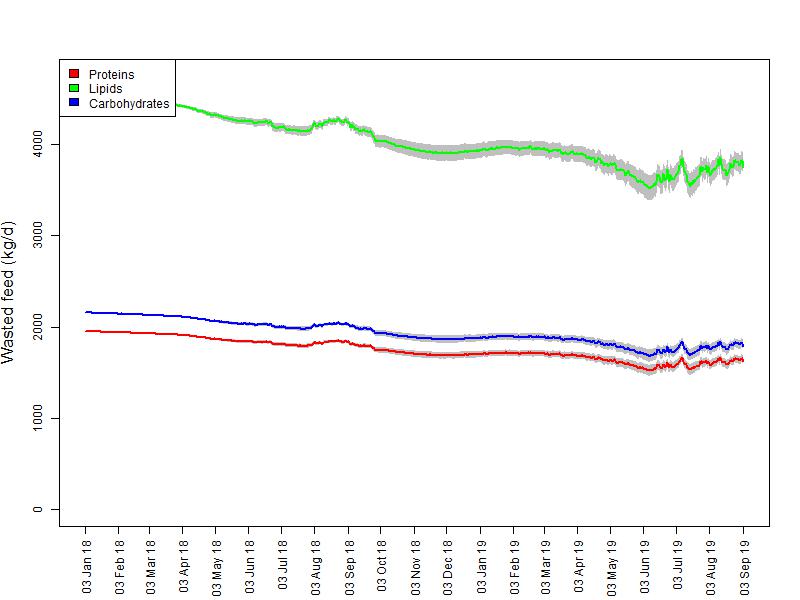 Proteins
Lipids
Carbohydrates
Wasted feed (kg/d)
4000
3000
2000
1000
0
03 Jan 18
03 Feb 18
03 Mar 18
03 Apr 18
03 May 18
03 Jun 18
03 Jul 18
03 Aug 18
03 Sep 18
03 Oct 18
03 Nov 18
03 Dec 18
03 Jan 19
03 Feb 19
03 Mar 19
03 Apr 19
03 May 19
03 Jun 19
03 Jul 19
03 Aug 19
03 Sep 19